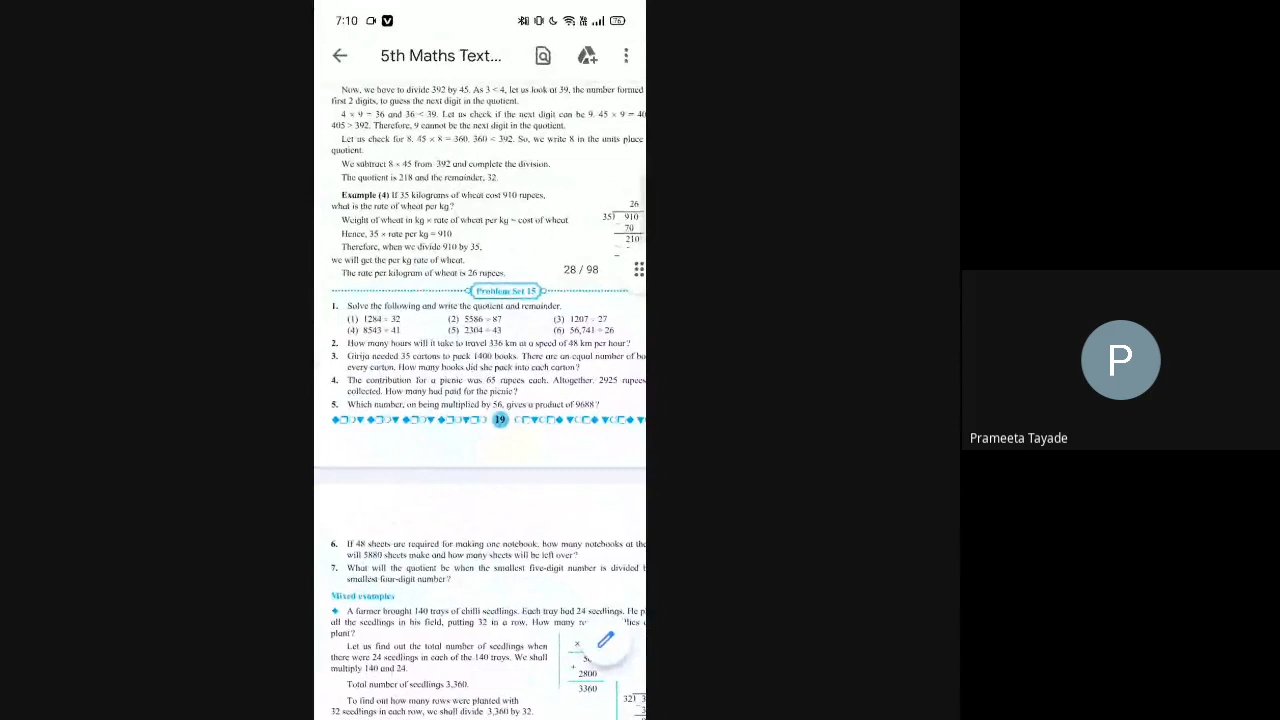 7:10
76
5th Maths Text...
Now, we have to divide 392 by 45. As 3 < 4, let us look at 39, the number formed
first 2 digits, to guess the next digit in the quotient.
4 × 9 = 36 and 36 < 39. Let us check if the next digit can be 9. 45 × 9 = 40
405 > 392. Therefore, 9 cannot be the next digit in the quotient.
Let us check for 8. 45 × 8 = 360. 360 < 392. So, we write 8 in the units place
quotient.
We subtract 8 × 45 from 392 and complete the division.
The quotient is 218 and the remainder, 32.
Example (4) If 35 kilograms of wheat cost 910 rupees,
what is the rate of wheat per kg?
Weight of wheat in kg × rate of wheat per kg = cost of wheat
Hence, 35 × rate per kg = 910
Therefore, when we divide 910 by 35,
we will get the per kg rate of wheat.
The rate per kilogram of wheat is 26 rupees.
26
35) 910
70
210
28 / 98
Problem Set 15
1. Solve the following and write the quotient and remainder.
(1) 1284 ÷ 32 (2) 5586 ÷ 87 (3) 1207 ÷ 27
(4) 8543 ÷ 41 (5) 2304 ÷ 43 (6) 56,741 ÷ 26
2. How many hours will it take to travel 336 km at a speed of 48 km per hour?
3. Girija needed 35 cartons to pack 1400 books. There are an equal number of bo
every carton. How many books did she pack into each carton?
4. The contribution for a picnic was 65 rupees each. Altogether, 2925 rupees
collected. How many had paid for the picnic?
5. Which number, on being multiplied by 56, gives a product of 9688?
19
6. If 48 sheets are required for making one notebook, how many notebooks at the
will 5880 sheets make and how many sheets will be left over?
7. What will the quotient be when the smallest five-digit number is divided b
smallest four-digit number?
Mixed examples
A farmer brought 140 trays of chilli seedlings. Each tray had 24 seedlings. He p
all the seedlings in his field, putting 32 in a row. How many
plant?
Let us find out the total number of seedlings when
there were 24 seedlings in each of the 140 trays. We shall
multiply 140 and 24.
Total number of seedlings 3,360.
To find out how many rows were planted with
32 seedlings in each row, we shall divide 3,360 by 32.
×
+
2800
3360
32) 3
P
Prameeta Tayade